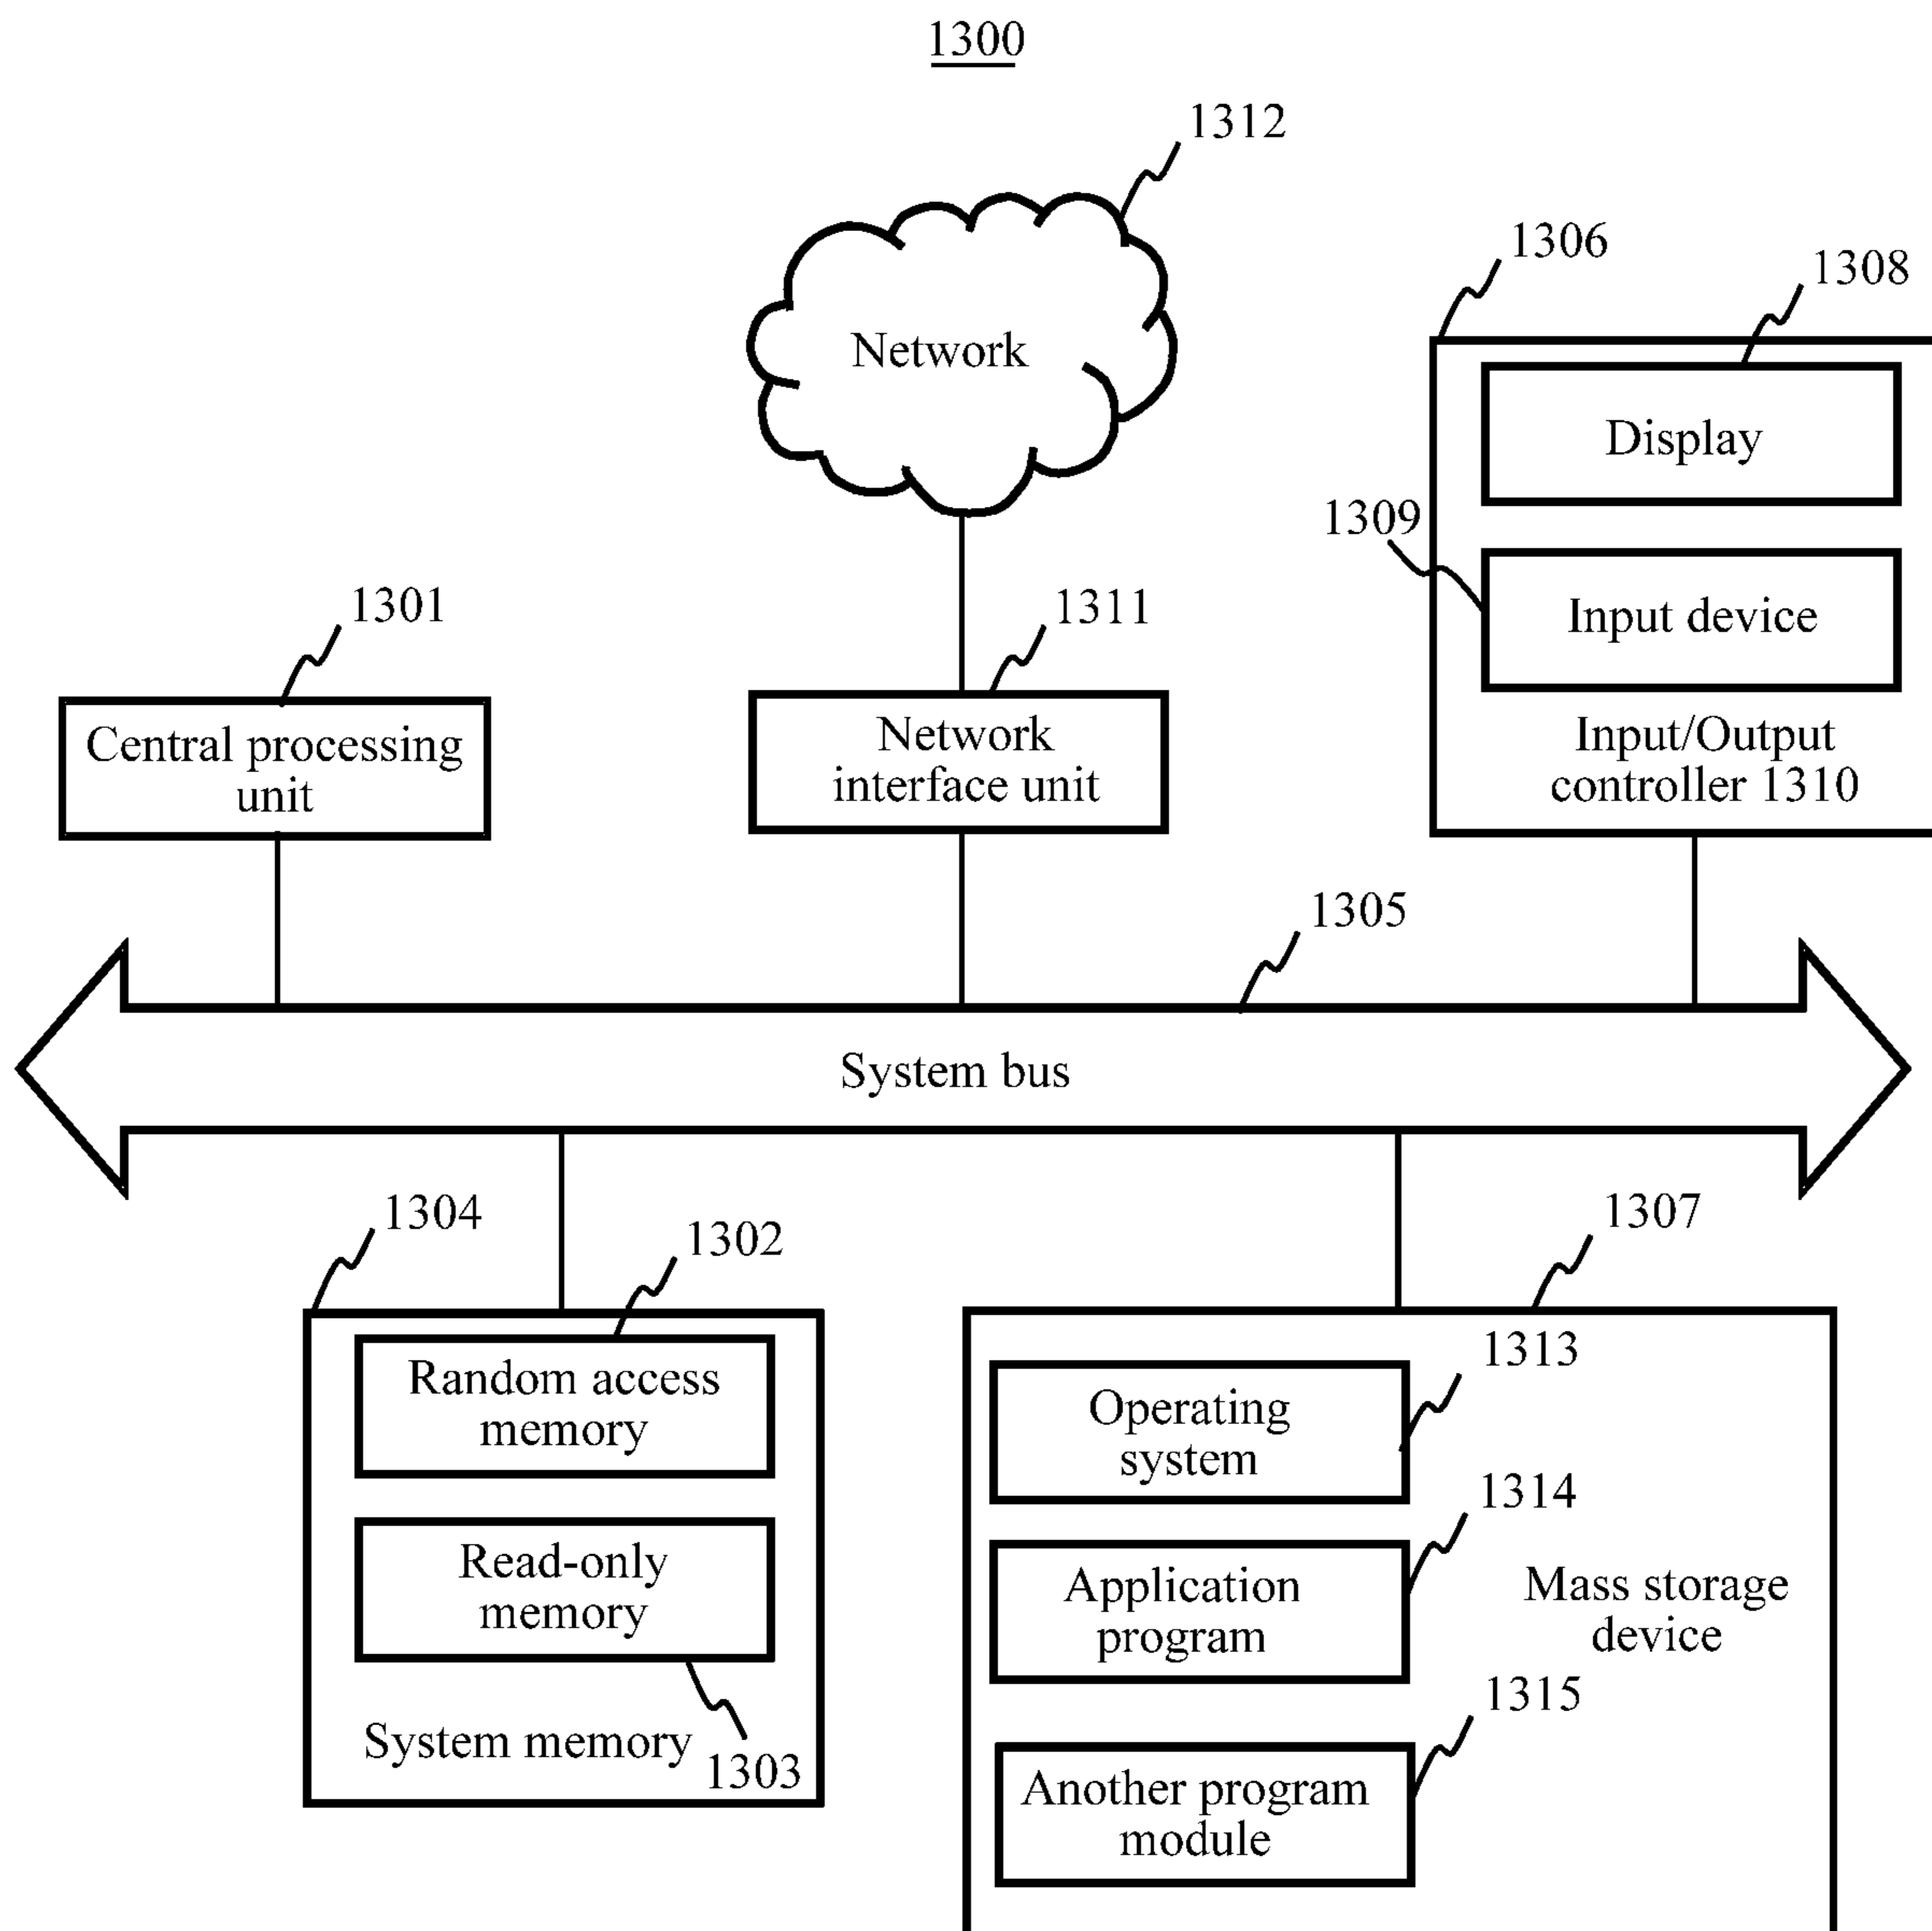 1300
1312
Network
1306
1308
Display
1309
Input device
Input/Output
controller 1310
1301
Central processing
unit
1311
Network
interface unit
1305
System bus
1304
1302
Random access
memory
Read-only
memory
System memory
1303
1307
1313
Operating
system
1314
Application
program
Mass storage
device
1315
Another program
module